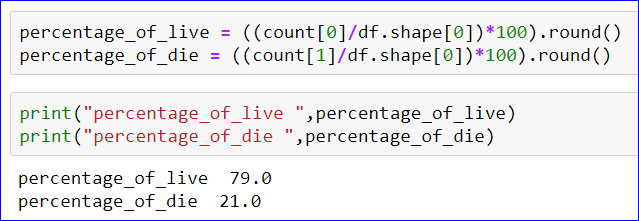 percentage_of_live = ((count[0]/df.shape[0])*100).round()
percentage_of_die = ((count[1]/df.shape[0])*100).round()
print("percentage_of_live ",percentage_of_live)
print("percentage_of_die ",percentage_of_die)
percentage_of_live  79.0
percentage_of_die  21.0